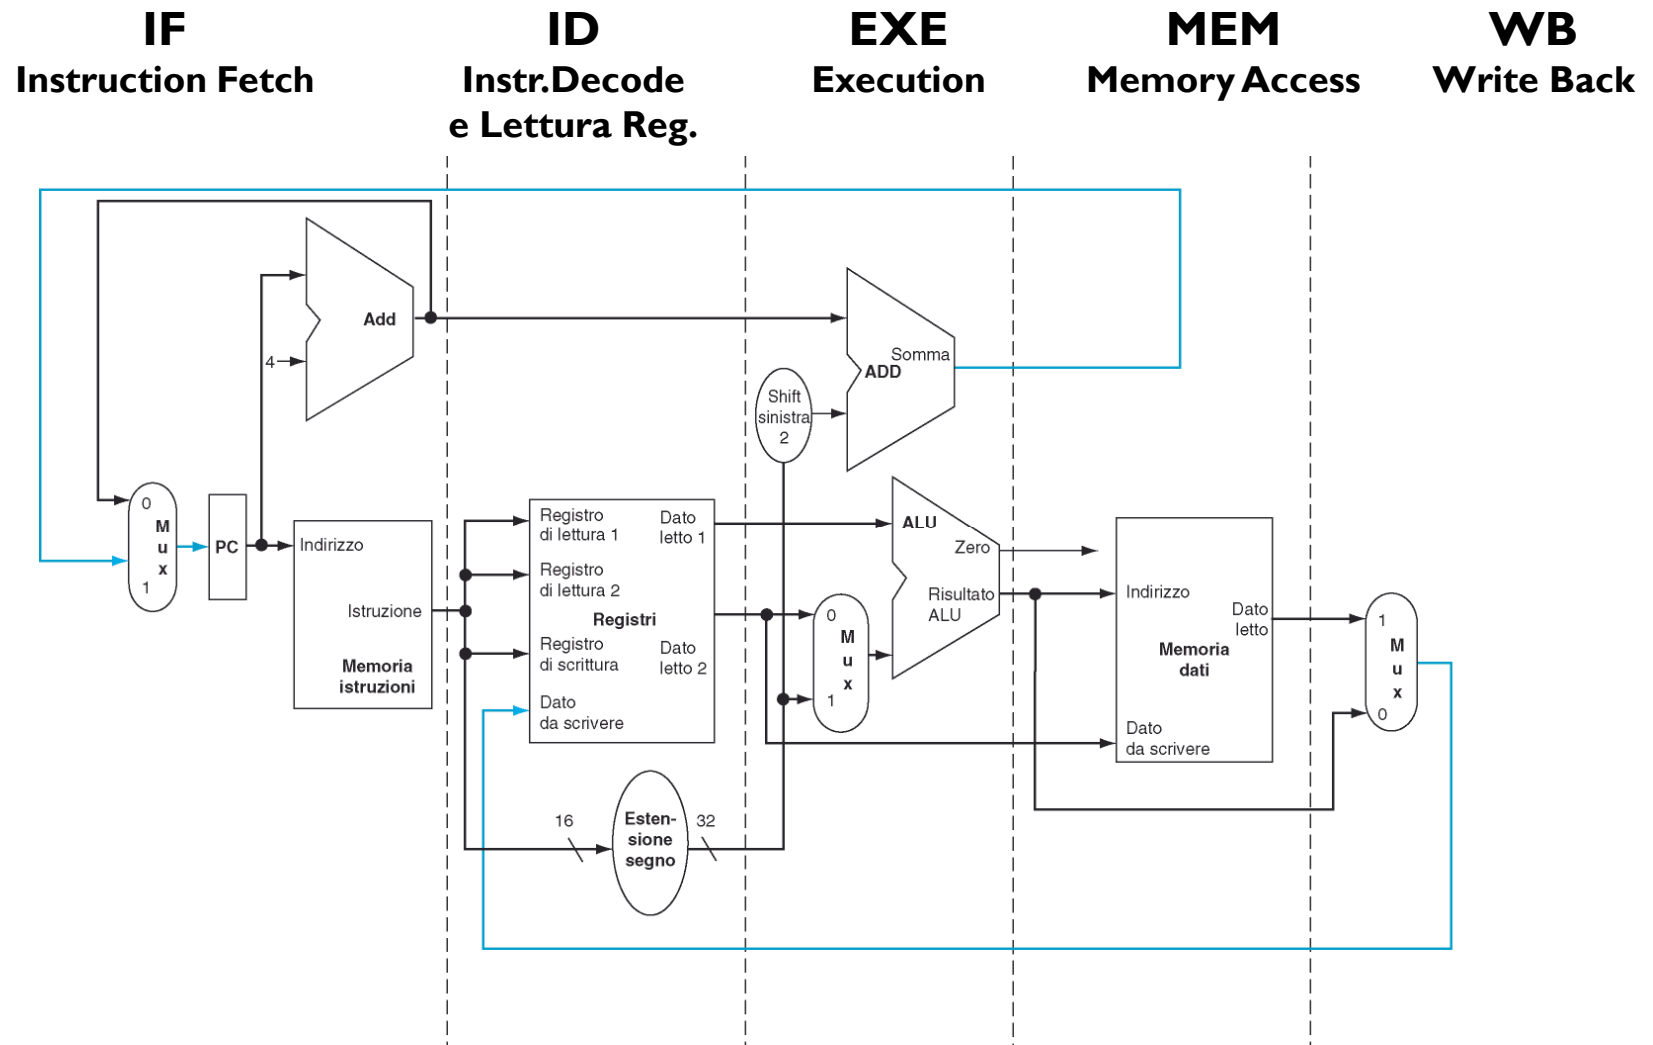 IF
Instruction Fetch
ID
Instr.Decode
e Lettura Reg.
EXE
Execution
MEM
Memory Access
WB
Write Back
Add
4
0
M
u
x
1
PC
Indirizzo
Istruzione
Memoria
istruzioni
Registro
di lettura 1
Registro
di lettura 2
Registri
Registro
di scrittura
Dato
da scrivere
Dato
letto 1
Dato
letto 2
16
Esten-
sione
segno
32
Shift
sinistra
2
Somma
ADD
ALU
Zero
Risultato
ALU
0
M
u
x
1
Indirizzo
Dato
letto
Memoria
dati
Dato
da scrivere
1
M
u
x
0